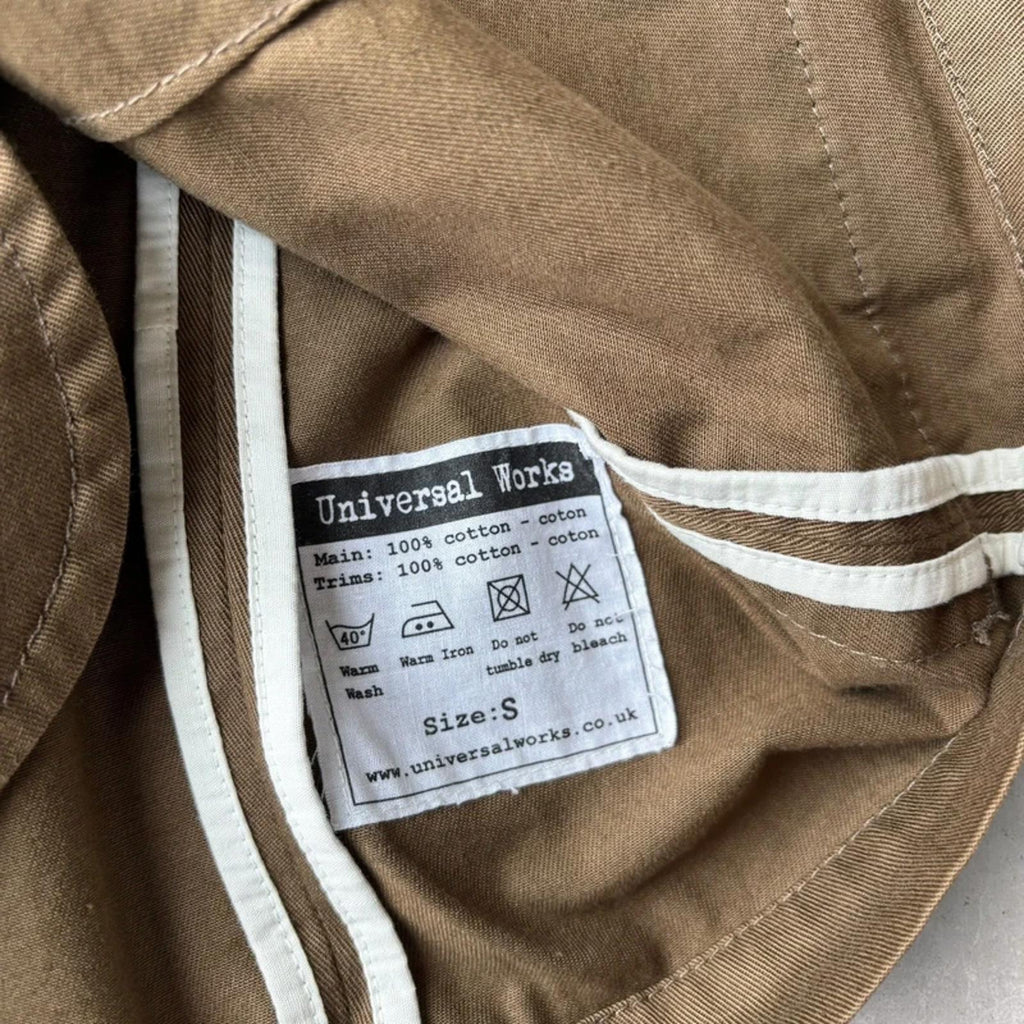 Universal Works
Main: 100% cotton - coton
Trims: 100% cotton - coton
40°
Warm Wash
Warm Iron
Do not tumble dry
Do not bleach
Size:S
www.universalworks.co.uk